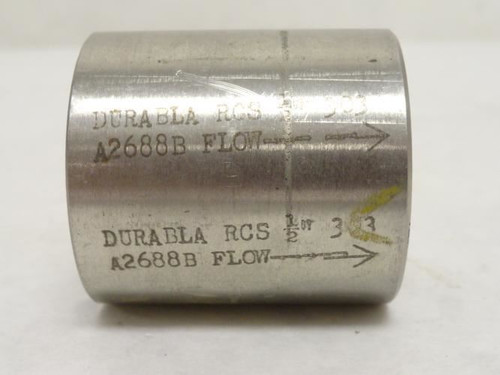 DURABLA RCS 303
A2688B FLOW
DURABLA RCS 1/2 303
A2688B FLOW